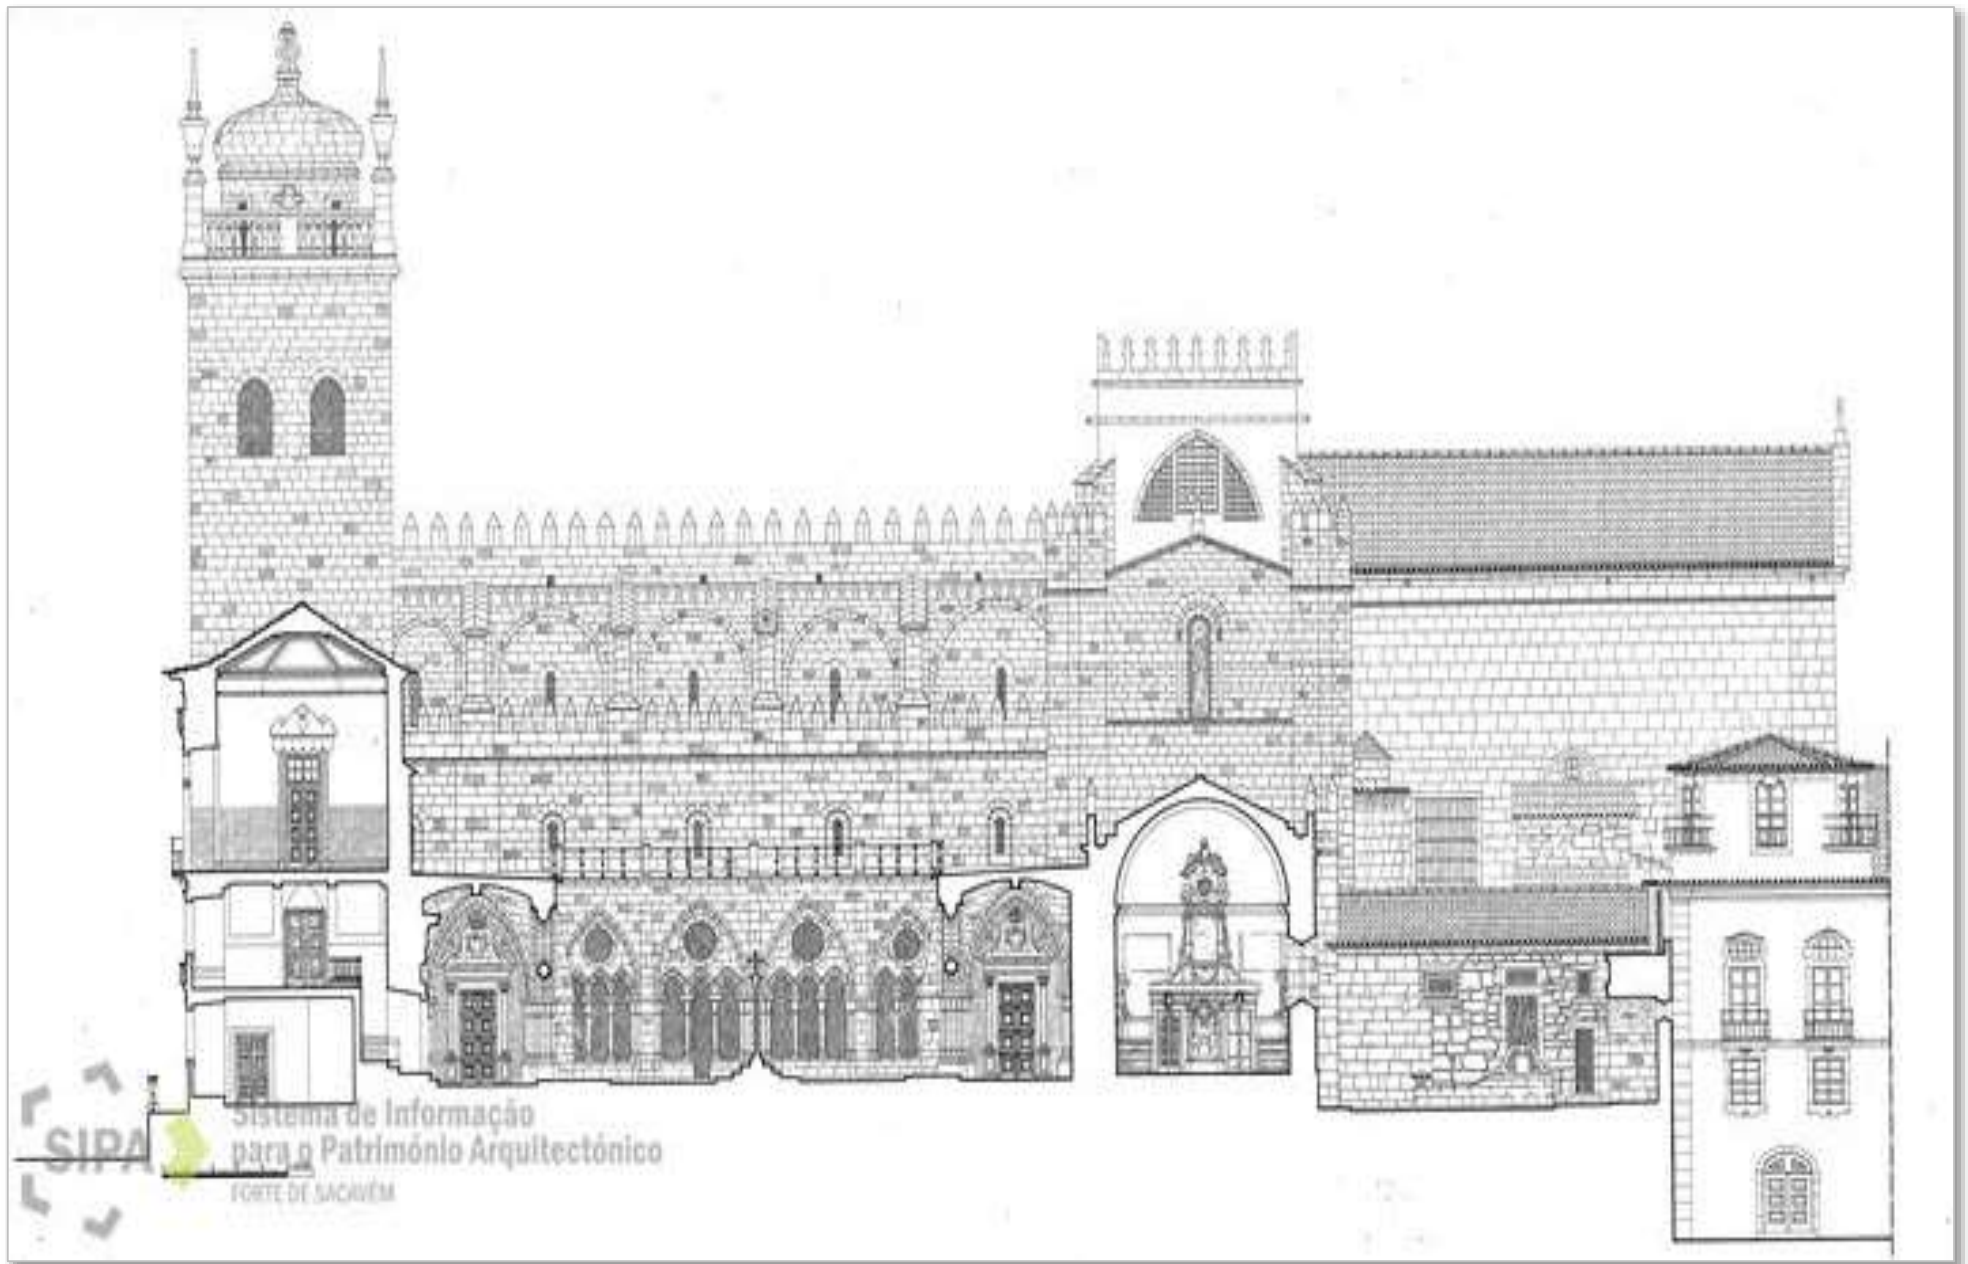 SIPA
Sistema de Informação
para o Património Arquitectónico
FORTE DE SACAVÉM